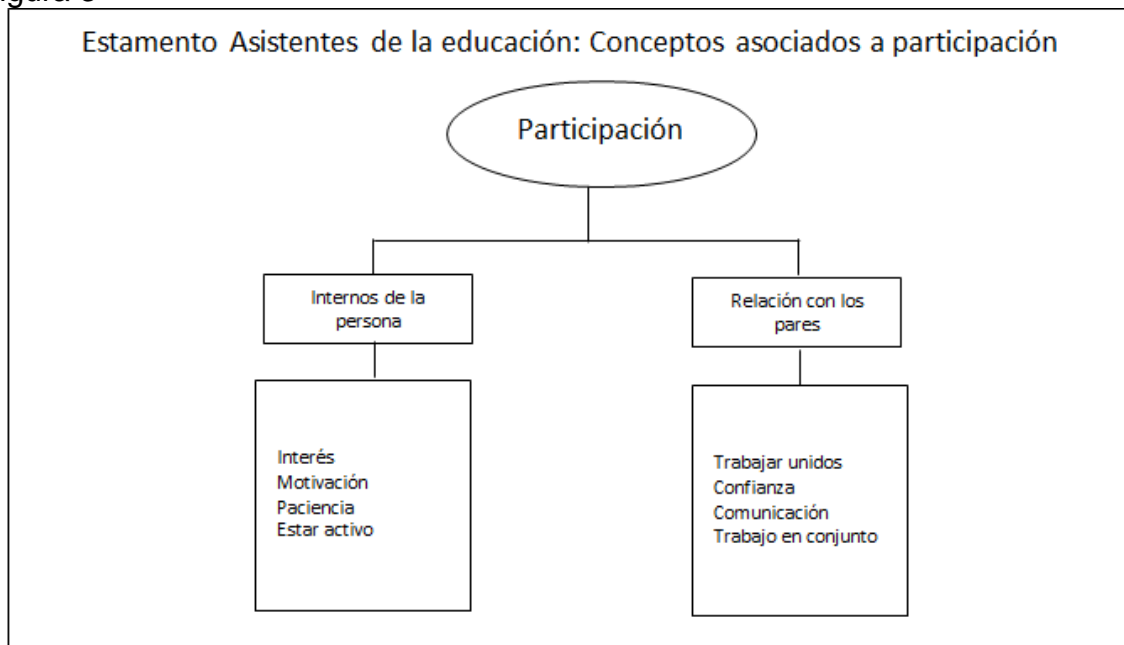 Estamento Asistentes de la educación: Conceptos asociados a participación
Participación
Internos de la
persona
Relación con los
pares
Interés
Motivación
Paciencia
Estar activo
Trabajar unidos
Confianza
Comunicación
Trabajo en conjunto